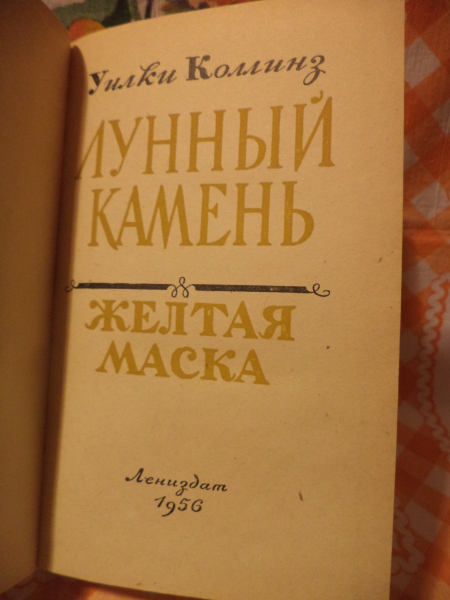 Уилки Коллинз
ЛУННЫЙ
КАМЕНЬ
ЖЕЛТАЯ
МАСКА
Лениздат
1956